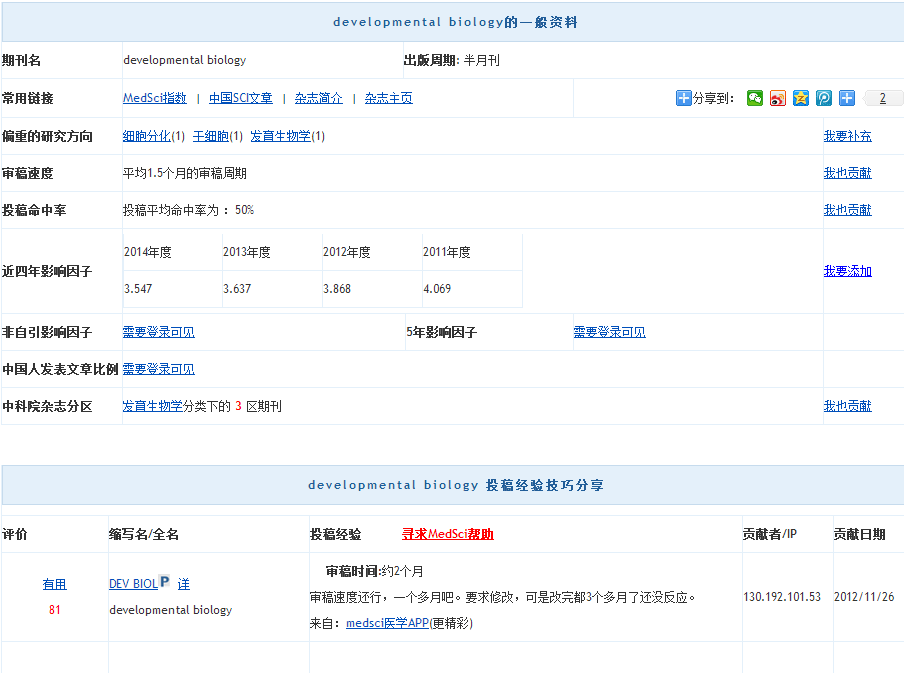 developmental biology的一般资料
期刊名 developmental biology 出版周期: 半月刊
常用链接 MedSci指数 | 中国SCI文章 | 杂志简介 | 杂志主页 分享到： 2
偏重的研究方向 细胞分化(1) 干细胞(1) 发育生物学(1) 我要补充
审稿速度 平均1.5个月的审稿周期 我也贡献
投稿命中率 投稿平均命中率为 ：50% 我也贡献
2014年度 2013年度 2012年度 2011年度
近四年影响因子 我要添加
3.547 3.637 3.868 4.069
非自引影响因子 需要登录可见 5年影响因子 需要登录可见
中国人发表文章比例 需要登录可见
中科院杂志分区 发育生物学分类下的 3 区期刊 我也贡献
developmental biology 投稿经验技巧分享
评价 缩写名/全名 投稿经验 寻求MedSci帮助 贡献者/IP 贡献日期
审稿时间:约2个月
有用 DEV BIOL P 详
审稿速度还行，一个多月吧。要求修改，可是改完都3个多月了还没反应。 130.192.101.53 2012/11/26
81 developmental biology
来自：medsci医学APP(更精彩)